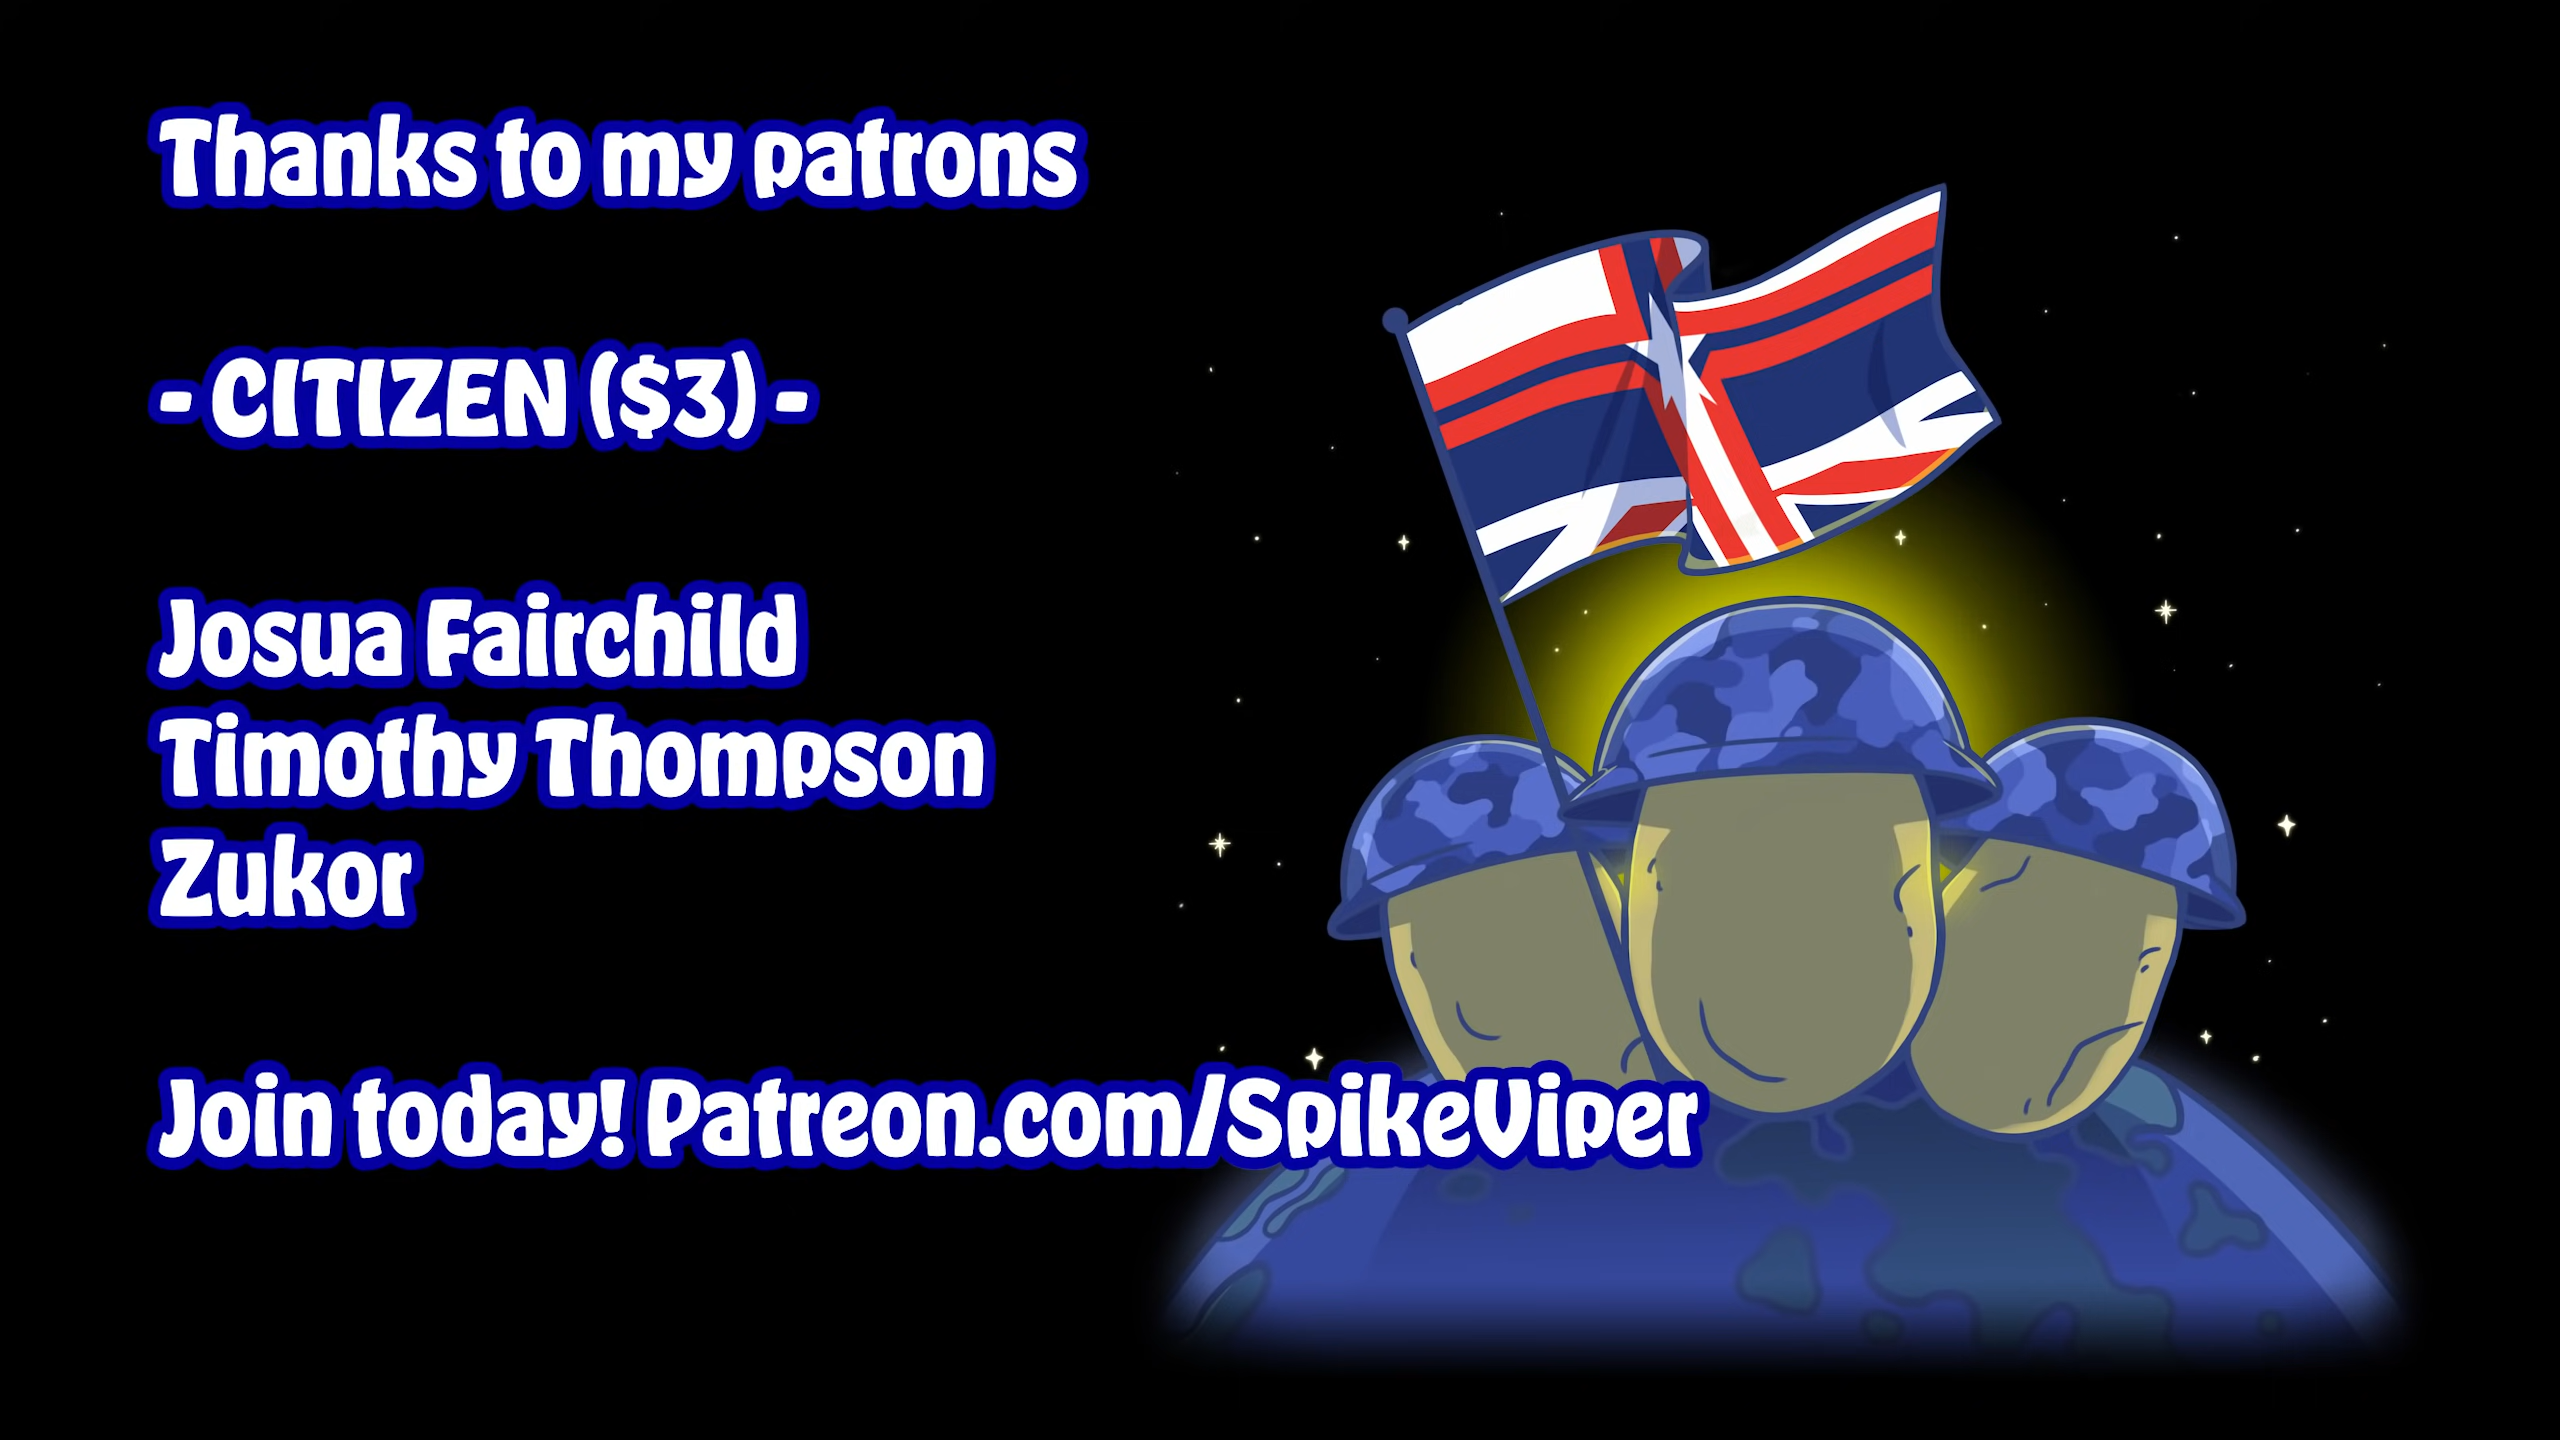 Thanks to my patrons
- CITIZEN ($3) -
Josua Fairchild
Timothy Thompson
Zukor
Join today! Patreon.com/SpikeViper